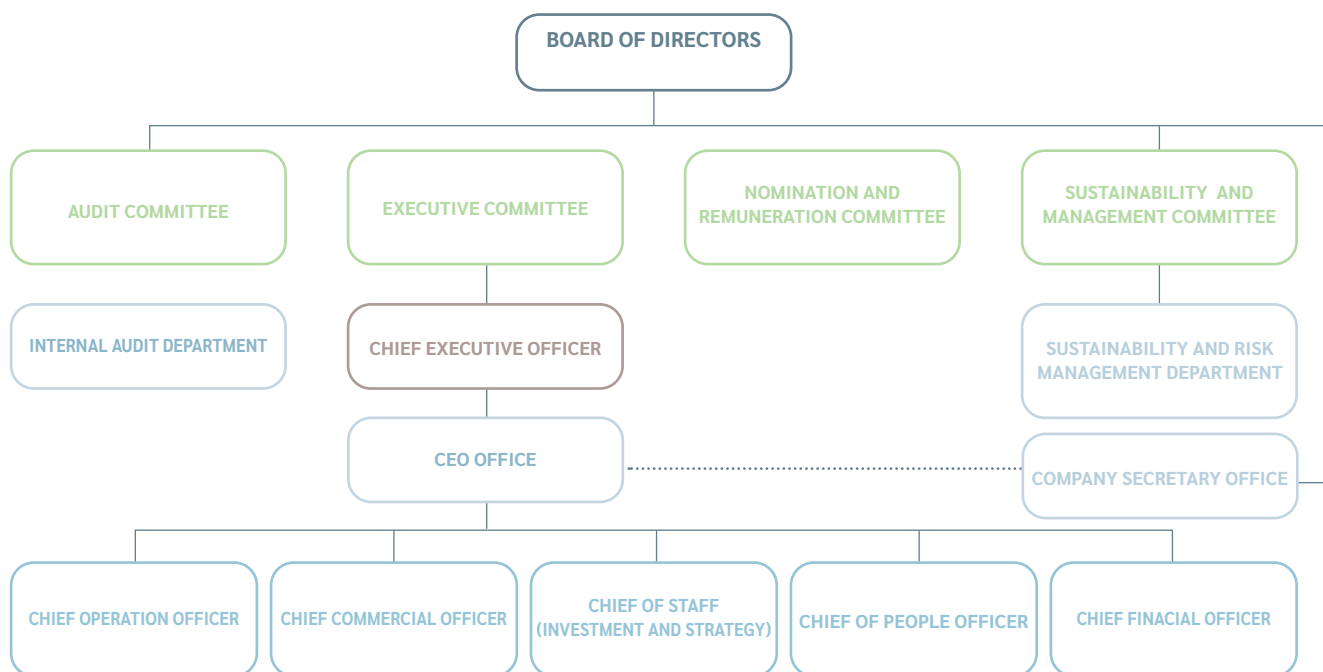 BOARD OF DIRECTORS
AUDIT COMMITTEE
EXECUTIVE COMMITTEE
NOMINATION AND
REMUNERATION COMMITTEE
SUSTAINABILITY AND
MANAGEMENT COMMITTEE
INTERNAL AUDIT DEPARTMENT
CHIEF EXECUTIVE OFFICER
SUSTAINABILITY AND RISK
MANAGEMENT DEPARTMENT
CEO OFFICE
COMPANY SECRETARY OFFICE
CHIEF OPERATION OFFICER
CHIEF COMMERCIAL OFFICER
CHIEF OF STAFF
(INVESTMENT AND STRATEGY)
CHIEF OF PEOPLE OFFICER
CHIEF FINACIAL OFFICER